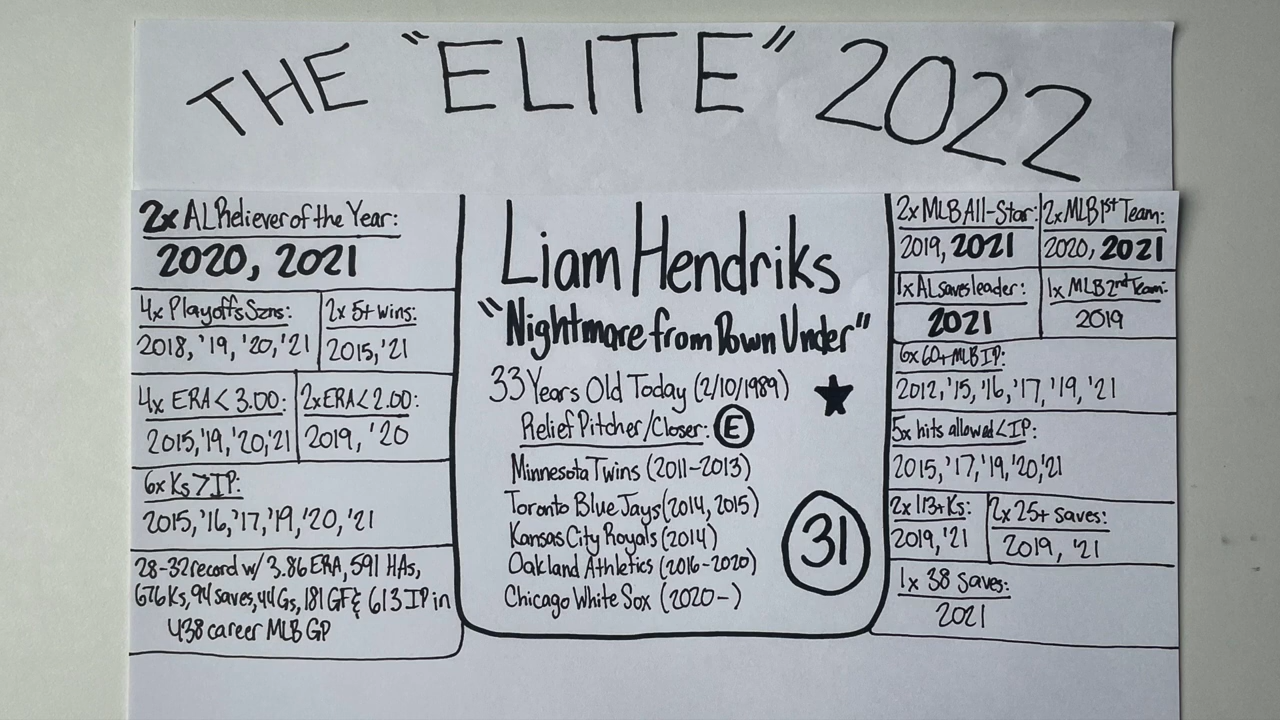 THE "ELITE" 2022
2x AL Reliever of the Year:
2020, 2021
4x Playoffs Szns:
2018, '19, '20, '21
2x 5+ wins:
2015, '21
4x ERA < 3.00:
2015, '19, '20, '21
2x ERA < 2.00:
2019, '20
6x Ks > IP:
2015, '16, '17, '19, '20, '21
28-32 record w/ 3.86 ERA, 591 HAs,
676 Ks, 94 saves, 44 Gs, 181 GF & 613 IP in
438 career MLB GP
Liam Hendriks
"Nightmare from Down Under"
33 Years Old Today (2/10/1989)
Relief Pitcher/Closer: E
Minnesota Twins (2011-2013)
Toronto Blue Jays (2014, 2015)
Kansas City Royals (2014)
Oakland Athletics (2016-2020)
Chicago White Sox (2020-)
31
2x MLB All-Star:
2019, 2021
2x MLB 1st Team:
2020, 2021
1x AL saves leader:
2021
1x MLB 2nd Team:
2019
6x 60+ MLB IP:
2012, '15, '16, '17, '19, '21
5x hits allowed < IP:
2015, '17, '19, '20, '21
2x 113+ Ks:
2019, '21
2x 25+ saves:
2019, '21
1x 38 saves:
2021